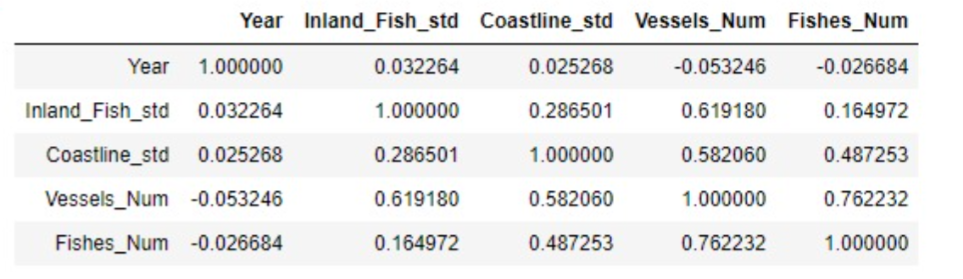 Year Inland_Fish_std Coastline_std Vessels_Num Fishes_Num
Year 1.000000 0.032264 0.025268 -0.053246 -0.026684
Inland_Fish_std 0.032264 1.000000 0.286501 0.619180 0.164972
Coastline_std 0.025268 0.286501 1.000000 0.582060 0.487253
Vessels_Num -0.053246 0.619180 0.582060 1.000000 0.762232
Fishes_Num -0.026684 0.164972 0.487253 0.762232 1.000000